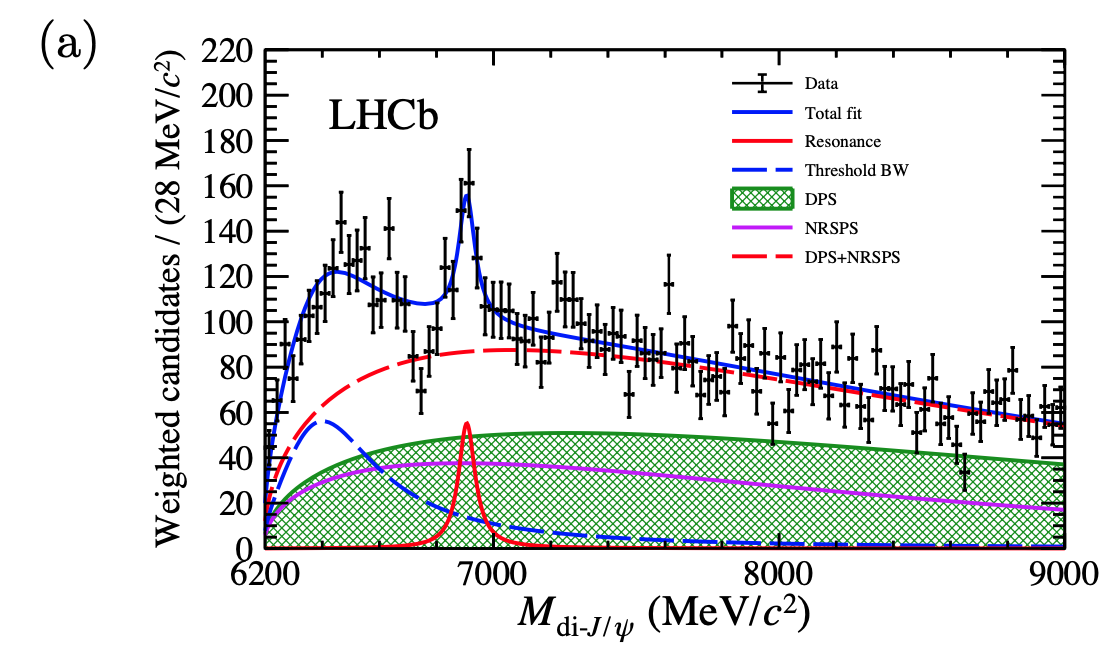 (a)
Weighted candidates / (28 MeV/c²)
220
200
180
160
140
120
100
80
60
40
20
0
LHCb
Data
Total fit
Resonance
Threshold BW
DPS
NRSPS
DPS+NRSPS
6200 7000 8000 9000
M di-J/ψ (MeV/c²)